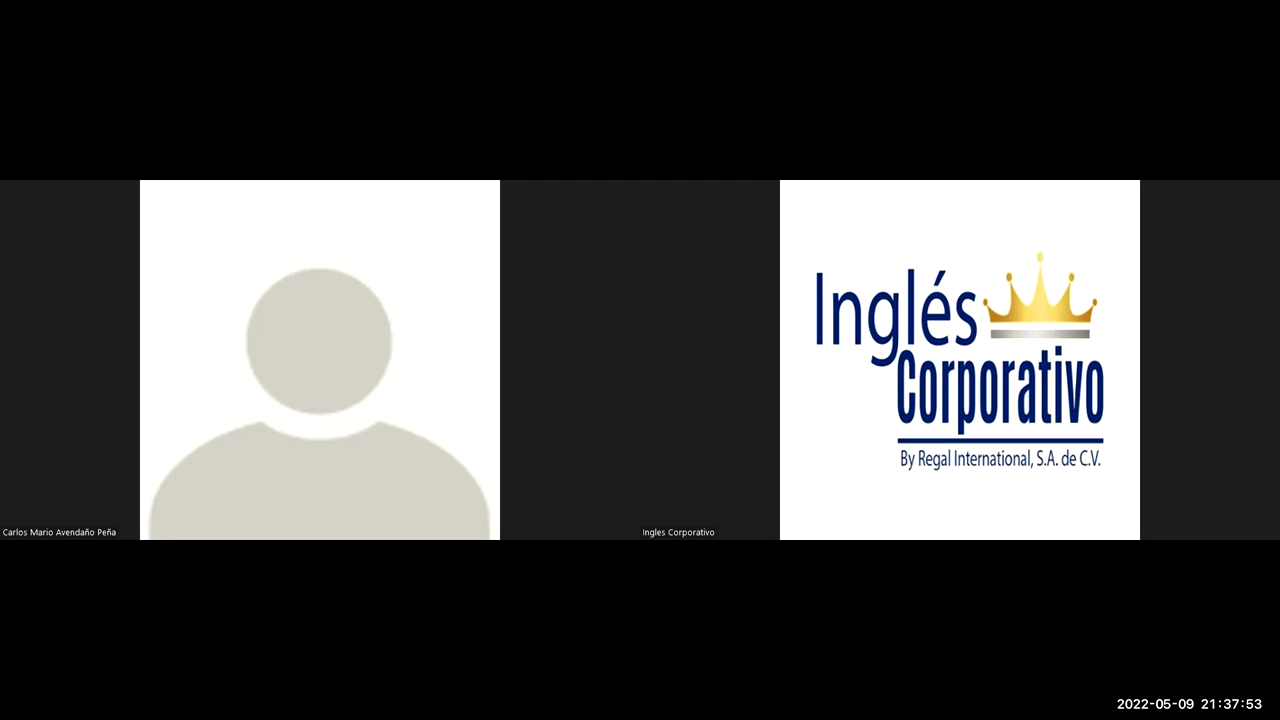 Inglés
Corporativo
By Regal International, S.A. de C.V.
Carlos Mario Avendaño Peña
Ingles Corporativo
2022-05-09 21:37:53